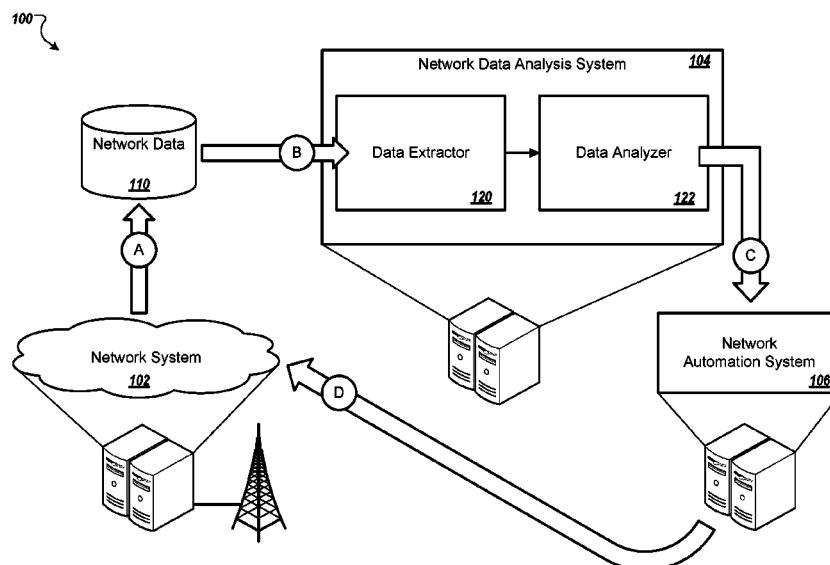 100
Network Data Analysis System
104
Network Data
110
B
Data Extractor
120
Data Analyzer
122
A
C
Network System
102
Network
Automation System
106
D